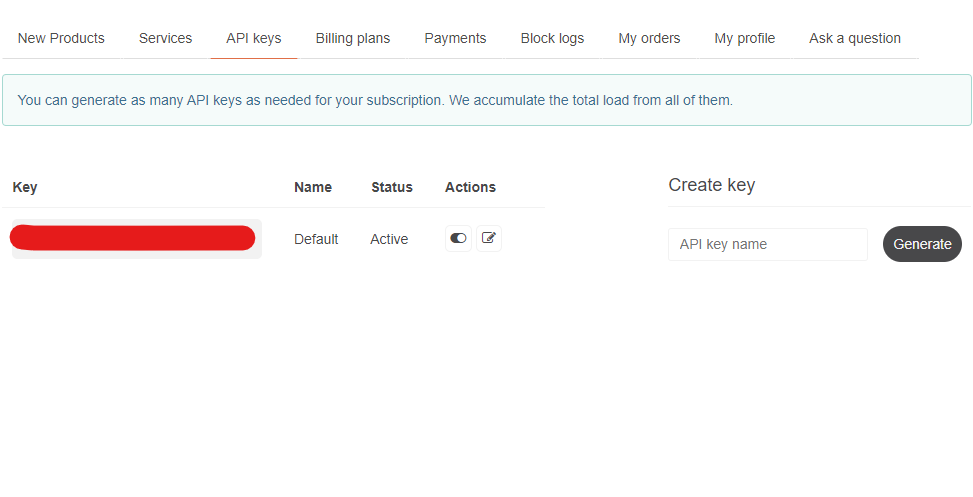 New Products Services API keys Billing plans Payments Block logs My orders My profile Ask a question
You can generate as many API keys as needed for your subscription. We accumulate the total load from all of them.
Key Name Status Actions
Default Active
Create key
API key name Generate